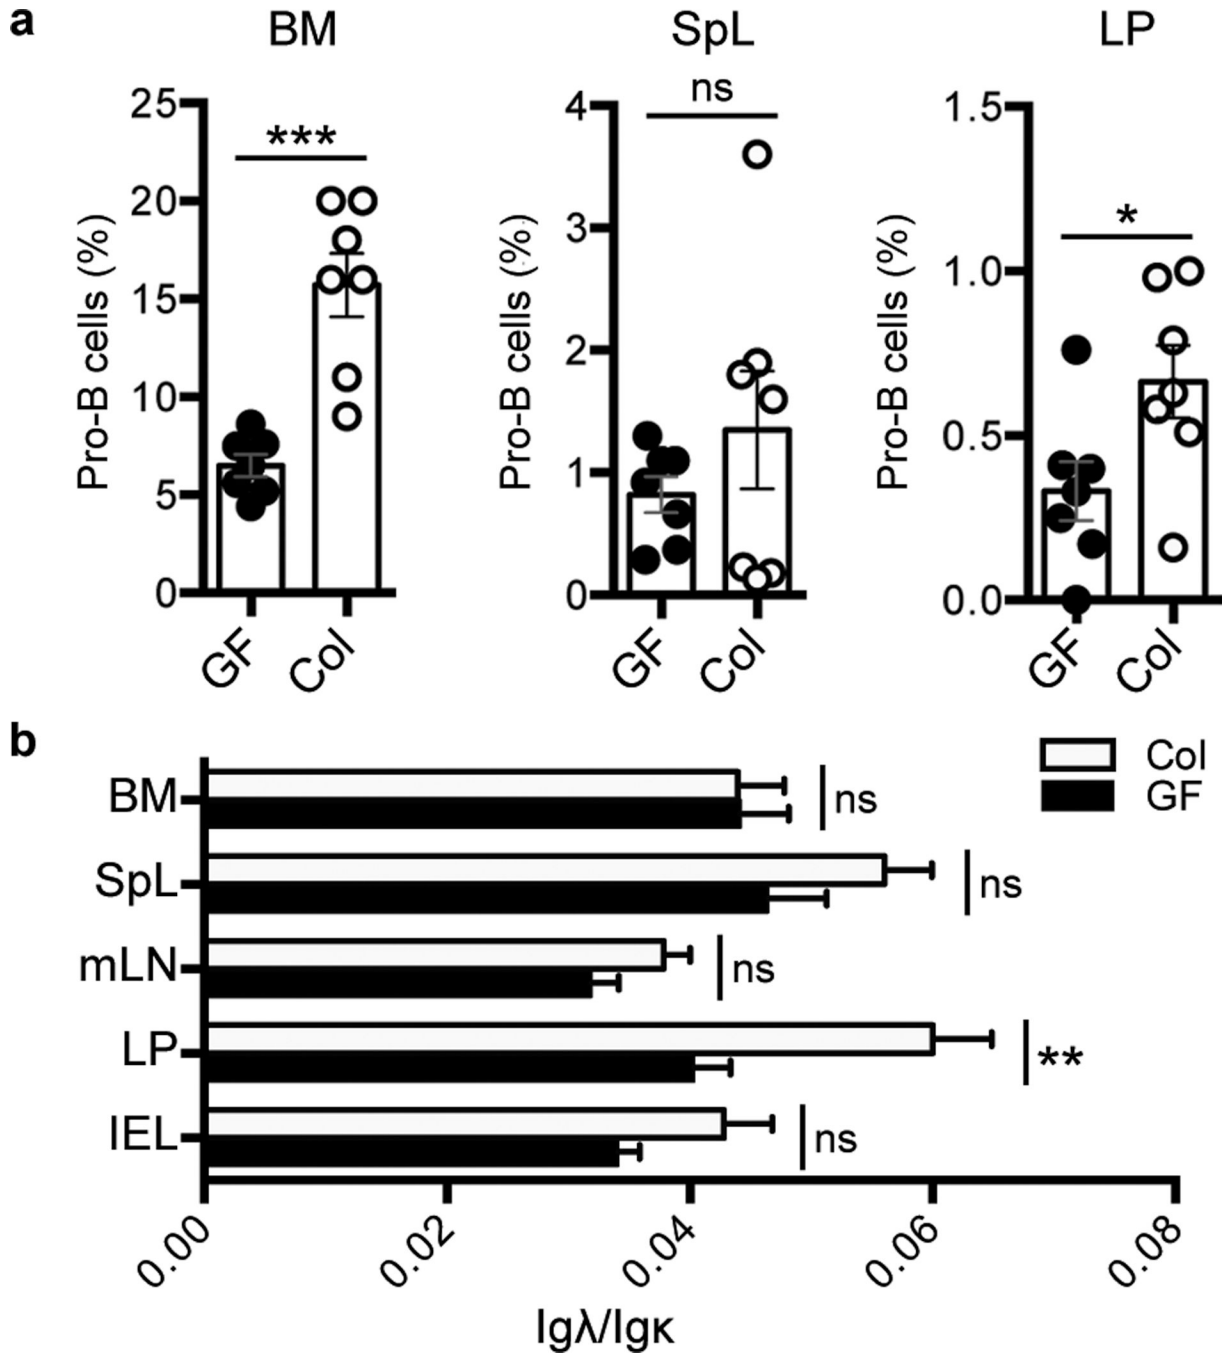 a
BM
SpL
LP
***
ns
*
Pro-B cells (%)
25
20
15
10
5
0
GF
Col
Pro-B cells (%)
4
3
2
1
0
GF
Col
Pro-B cells (%)
1.5
1.0
0.5
0.0
GF
Col
b
Col
GF
BM
ns
SpL
ns
mLN
ns
LP
**
IEL
ns
0.00
0.02
0.04
0.06
0.08
Igλ/Igκ